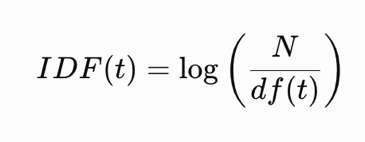 IDF(t) = log(N/df(t))